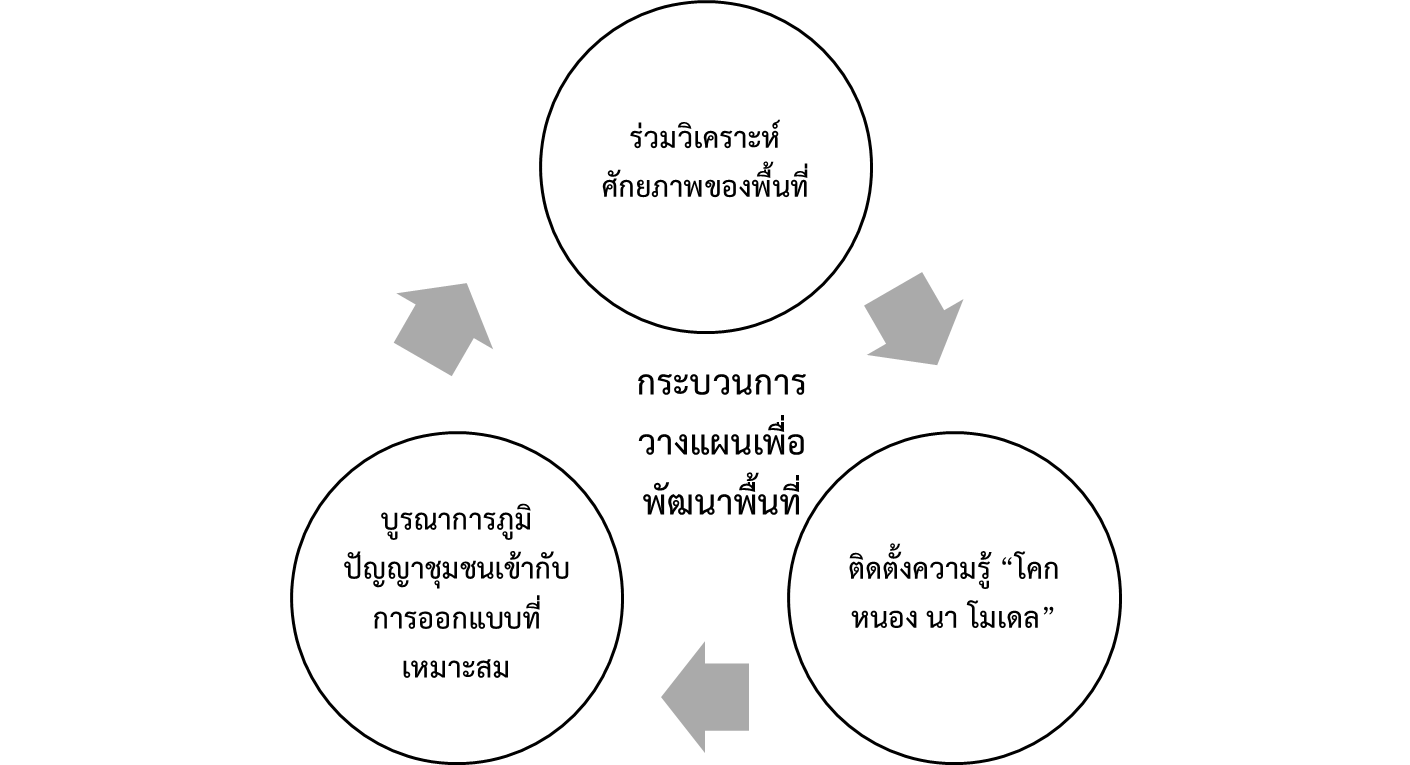 ร่วมวิเคราะห์
ศักยภาพของพื้นที่
กระบวนการ
วางแผนเพื่อ
พัฒนาพื้นที่
บูรณาการภูมิ
ปัญญาชุมชนเข้ากับ
การออกแบบที่
เหมาะสม
ติดตั้งความรู้ “โคก
หนอง นา โมเดล”